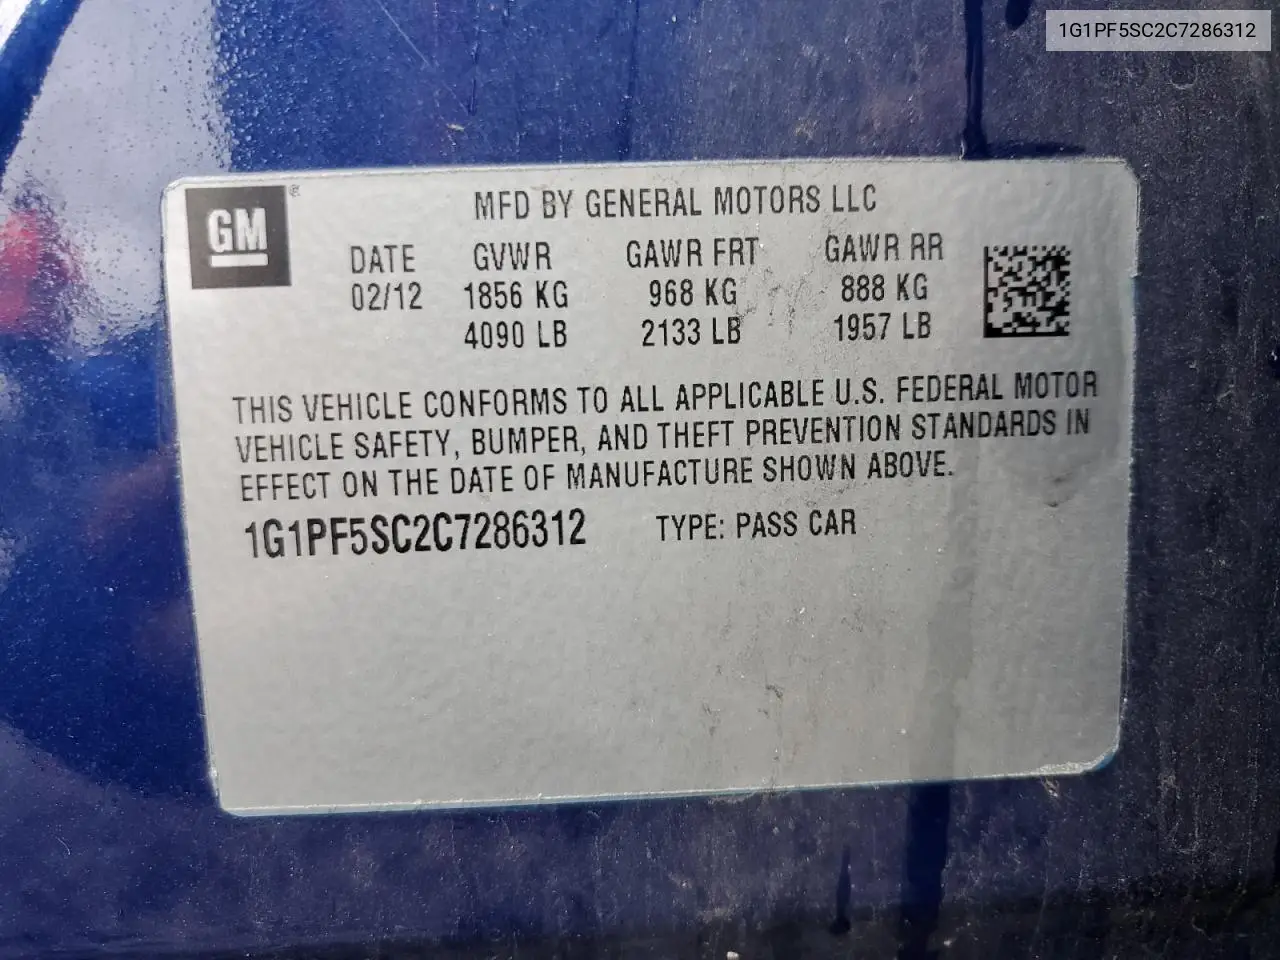 1G1PF5SC2C7286312
GM ®
MFD BY GENERAL MOTORS LLC
DATE GVWR GAWR FRT GAWR RR
02/12 1856 KG 968 KG 888 KG
4090 LB 2133 LB 1957 LB
THIS VEHICLE CONFORMS TO ALL APPLICABLE U.S. FEDERAL MOTOR
VEHICLE SAFETY, BUMPER, AND THEFT PREVENTION STANDARDS IN
EFFECT ON THE DATE OF MANUFACTURE SHOWN ABOVE.
1G1PF5SC2C7286312 TYPE: PASS CAR